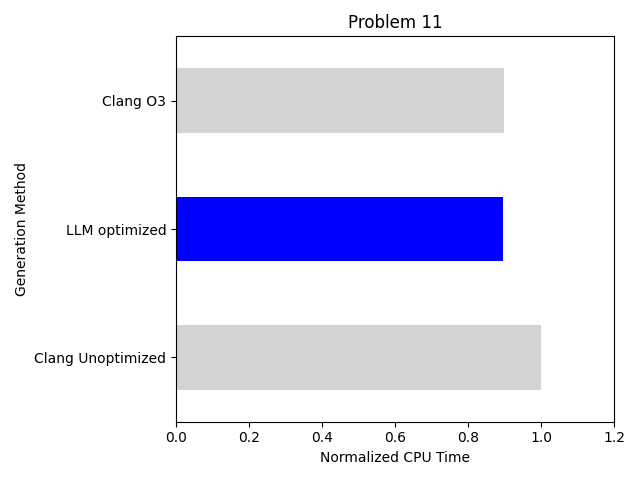 Problem 11
Generation Method
Clang O3
LLM optimized
Clang Unoptimized
0.0 0.2 0.4 0.6 0.8 1.0 1.2
Normalized CPU Time